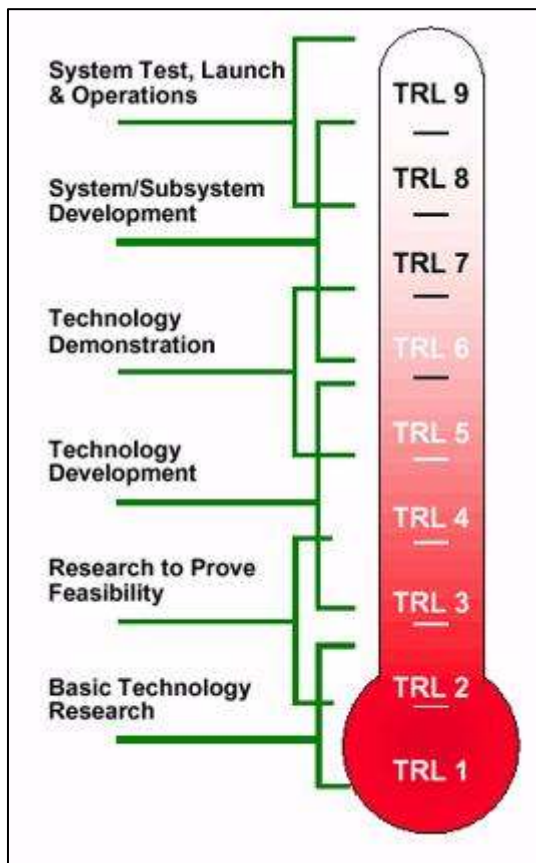 System Test, Launch
& Operations
System/Subsystem
Development
Technology
Demonstration
Technology
Development
Research to Prove
Feasibility
Basic Technology
Research
TRL 9
TRL 8
TRL 7
TRL 6
TRL 5
TRL 4
TRL 3
TRL 2
TRL 1